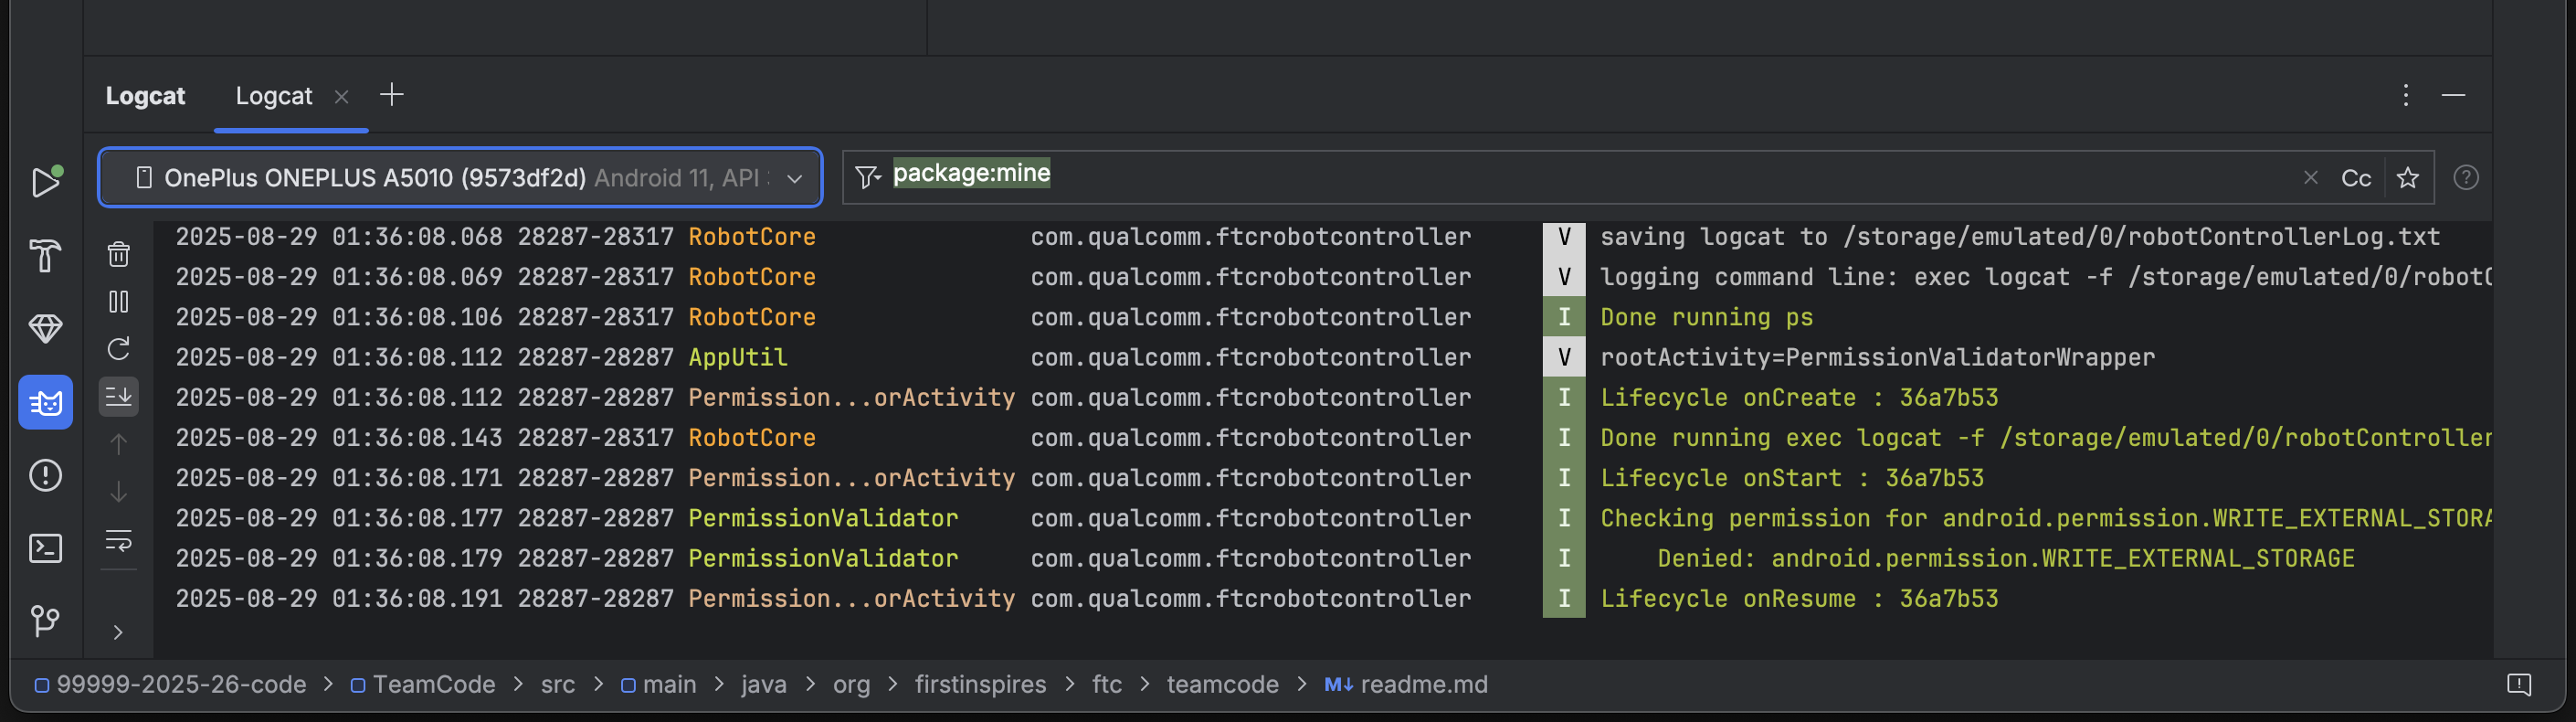 Logcat Logcat
OnePlus ONEPLUS A5010 (9573df2d) Android 11, API package:mine Cc
2025-08-29 01:36:08.068 28287-28317 RobotCore com.qualcomm.ftcrobotcontroller V saving logcat to /storage/emulated/0/robotControllerLog.txt
2025-08-29 01:36:08.069 28287-28317 RobotCore com.qualcomm.ftcrobotcontroller V logging command line: exec logcat -f /storage/emulated/0/robot
2025-08-29 01:36:08.106 28287-28317 RobotCore com.qualcomm.ftcrobotcontroller I Done running ps
2025-08-29 01:36:08.112 28287-28287 AppUtil com.qualcomm.ftcrobotcontroller V rootActivity=PermissionValidatorWrapper
2025-08-29 01:36:08.112 28287-28287 Permission...orActivity com.qualcomm.ftcrobotcontroller I Lifecycle onCreate : 36a7b53
2025-08-29 01:36:08.143 28287-28317 RobotCore com.qualcomm.ftcrobotcontroller I Done running exec logcat -f /storage/emulated/0/robotController
2025-08-29 01:36:08.171 28287-28287 Permission...orActivity com.qualcomm.ftcrobotcontroller I Lifecycle onStart : 36a7b53
2025-08-29 01:36:08.177 28287-28287 PermissionValidator com.qualcomm.ftcrobotcontroller I Checking permission for android.permission.WRITE_EXTERNAL_STORA
2025-08-29 01:36:08.179 28287-28287 PermissionValidator com.qualcomm.ftcrobotcontroller I Denied: android.permission.WRITE_EXTERNAL_STORAGE
2025-08-29 01:36:08.191 28287-28287 Permission...orActivity com.qualcomm.ftcrobotcontroller I Lifecycle onResume : 36a7b53
99999-2025-26-code > TeamCode > src > main > java > org > firstinspires > ftc > teamcode > M↓ readme.md